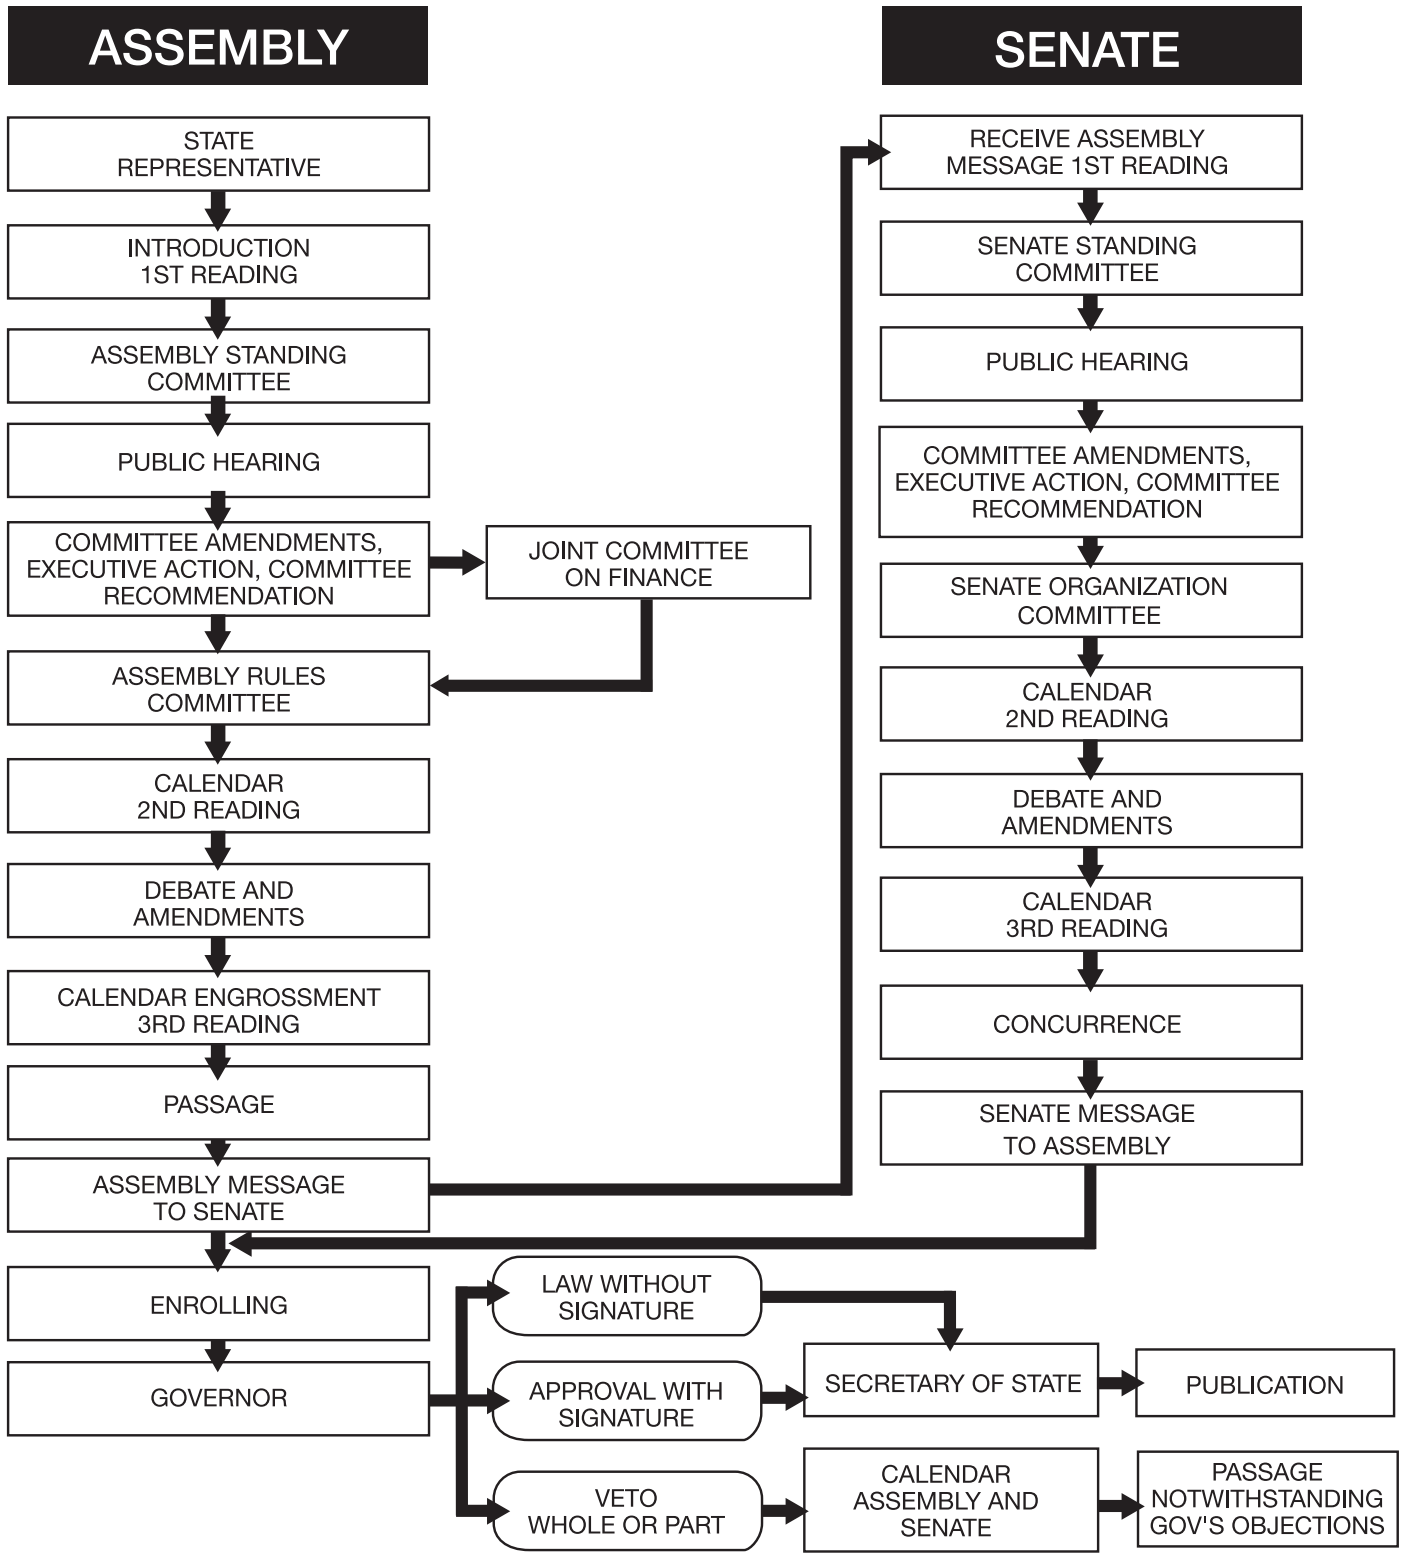 ASSEMBLY
STATE
REPRESENTATIVE
INTRODUCTION
1ST READING
ASSEMBLY STANDING
COMMITTEE
PUBLIC HEARING
COMMITTEE AMENDMENTS,
EXECUTIVE ACTION, COMMITTEE
RECOMMENDATION
JOINT COMMITTEE
ON FINANCE
ASSEMBLY RULES
COMMITTEE
CALENDAR
2ND READING
DEBATE AND
AMENDMENTS
CALENDAR ENGROSSMENT
3RD READING
PASSAGE
ASSEMBLY MESSAGE
TO SENATE
SENATE
RECEIVE ASSEMBLY
MESSAGE 1ST READING
SENATE STANDING
COMMITTEE
PUBLIC HEARING
COMMITTEE AMENDMENTS,
EXECUTIVE ACTION, COMMITTEE
RECOMMENDATION
SENATE ORGANIZATION
COMMITTEE
CALENDAR
2ND READING
DEBATE AND
AMENDMENTS
CALENDAR
3RD READING
CONCURRENCE
SENATE MESSAGE
TO ASSEMBLY
ENROLLING
GOVERNOR
LAW WITHOUT
SIGNATURE
APPROVAL WITH
SIGNATURE
SECRETARY OF STATE
PUBLICATION
VETO
WHOLE OR PART
CALENDAR
ASSEMBLY AND
SENATE
PASSAGE
NOTWITHSTANDING
GOV'S OBJECTIONS